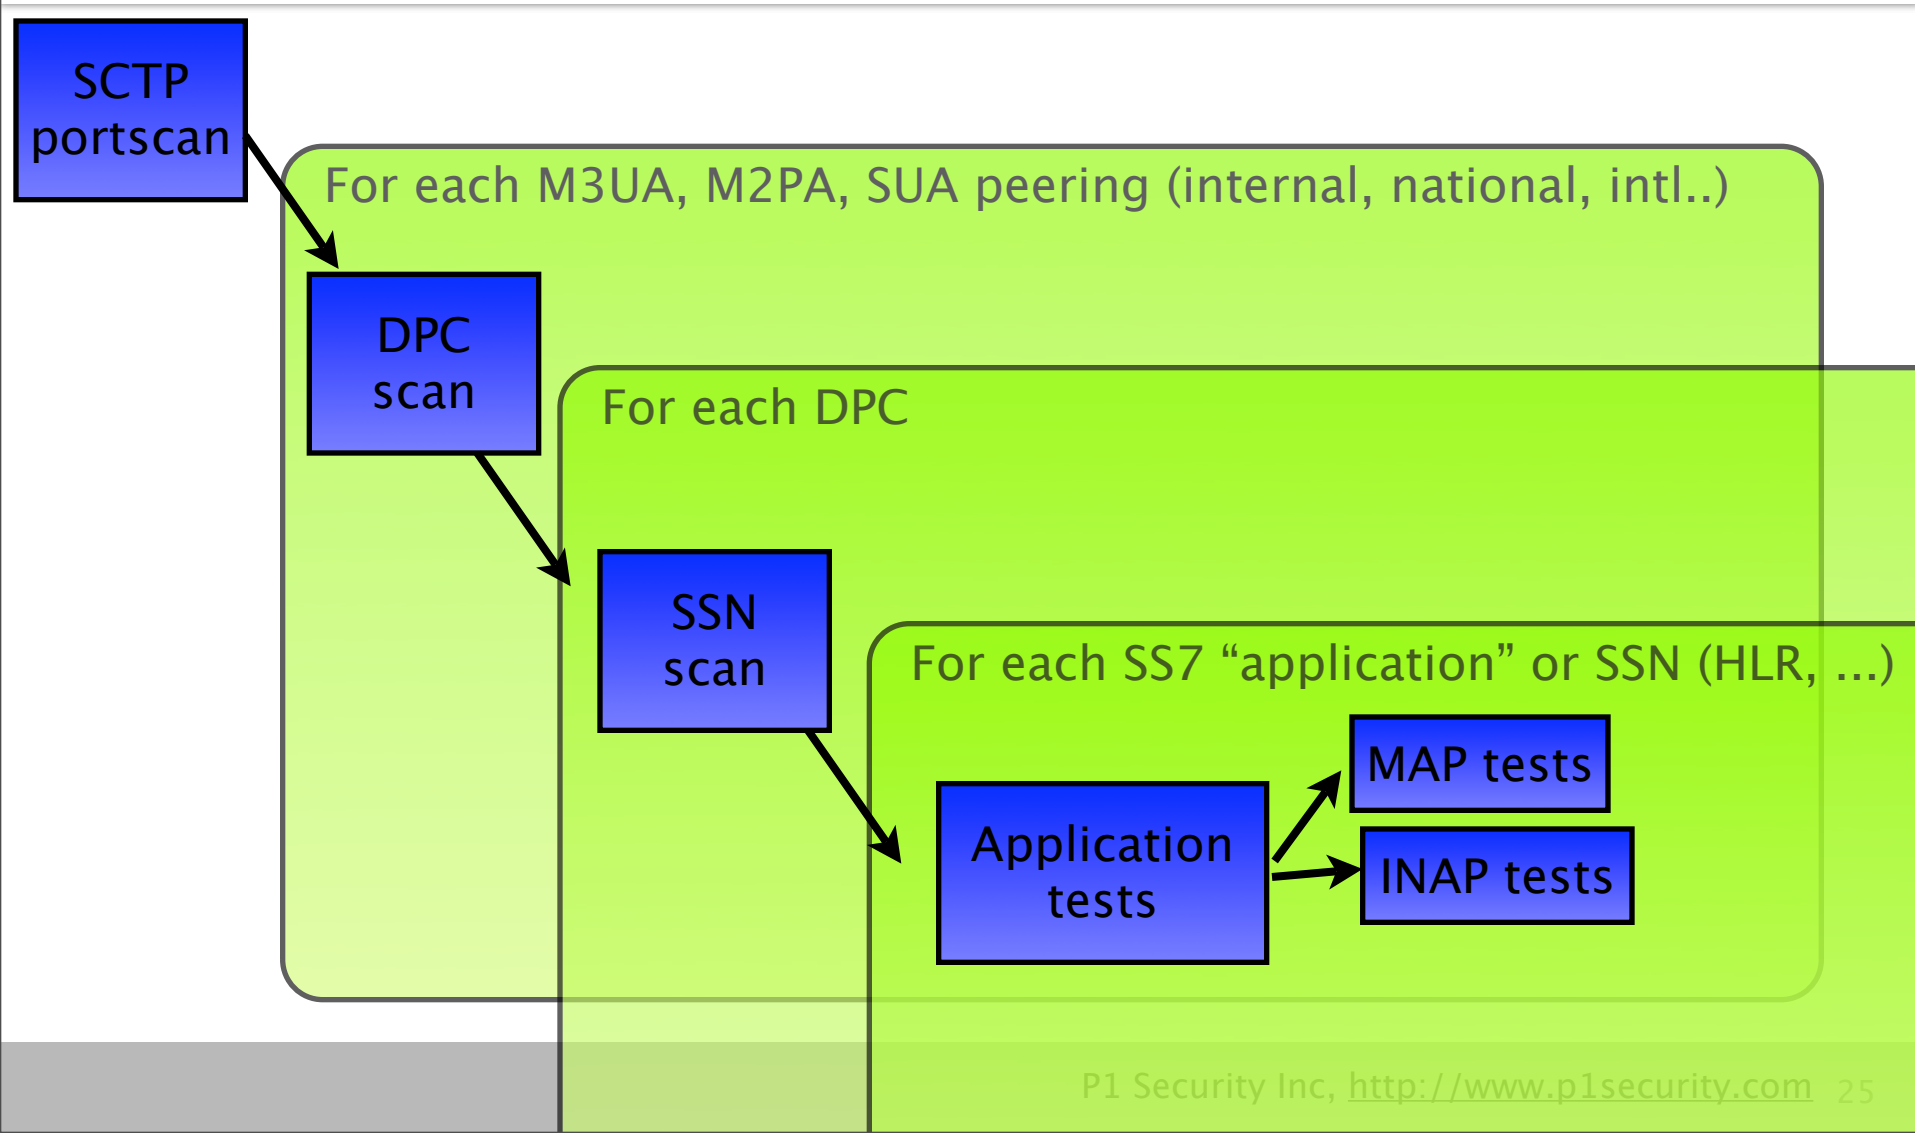 SCTP
portscan
For each M3UA, M2PA, SUA peering (internal, national, intl..)
DPC
scan
For each DPC
SSN
scan
For each SS7 “application” or SSN (HLR, ...)
MAP tests
Application
tests
INAP tests
P1 Security Inc, http://www.p1security.com 25